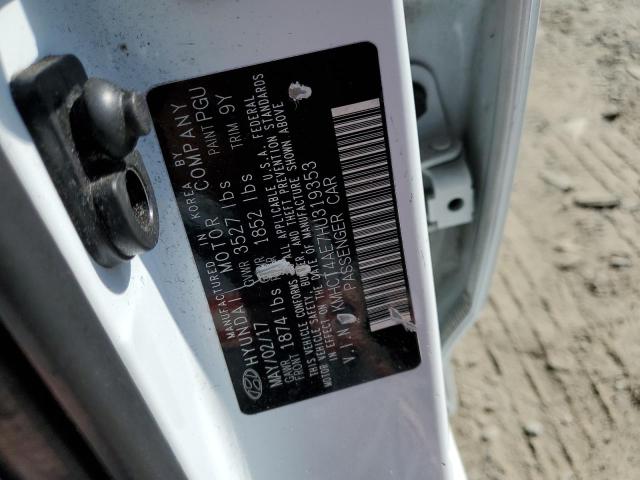 MANUFACTURED IN KOREA BY
HYUNDAI MOTOR COMPANY
MAY/02/17 GVWR 3527 lbs PAINT PGU
GAWR FRONT 1874 lbs GAWR REAR 1852 lbs TRIM 9Y
THIS VEHICLE CONFORMS TO ALL APPLICABLE U.S.A. FEDERAL
MOTOR VEHICLE SAFETY BUMPER AND THEFT PREVENTION STANDARDS
IN EFFECT ON THE DATE OF MANUFACTURE SHOWN ABOVE
V.I.N KMHCT4AE7HU319353
PASSENGER CAR